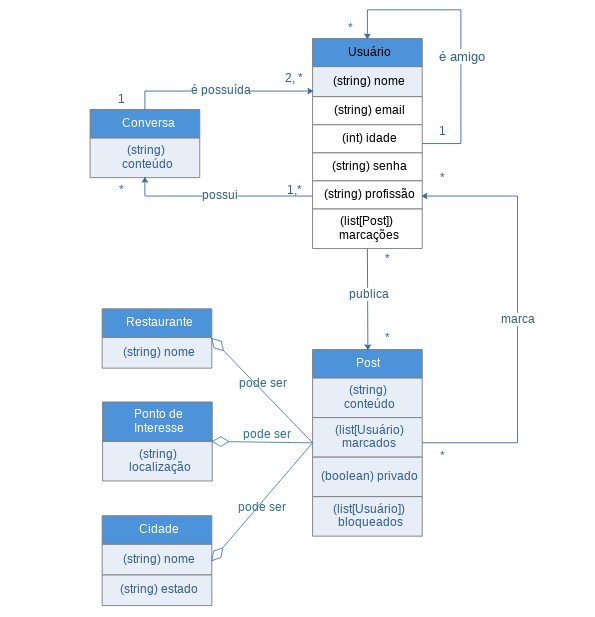 *
Usuário
é amigo
(string) nome
2, *
é possuída
1
(string) email
Conversa
(int) idade
1
(string)
conteúdo
(string) senha
*
*
possui
1,*
(string) profissão
(list[Post])
marcações
*
publica
marca
*
Restaurante
(string) nome
pode ser
Post
(string)
conteúdo
Ponto de
Interesse
pode ser
(list[Usuário)
marcados
*
(string)
localização
(boolean) privado
pode ser
(list[Usuário])
bloqueados
Cidade
(string) nome
(string) estado